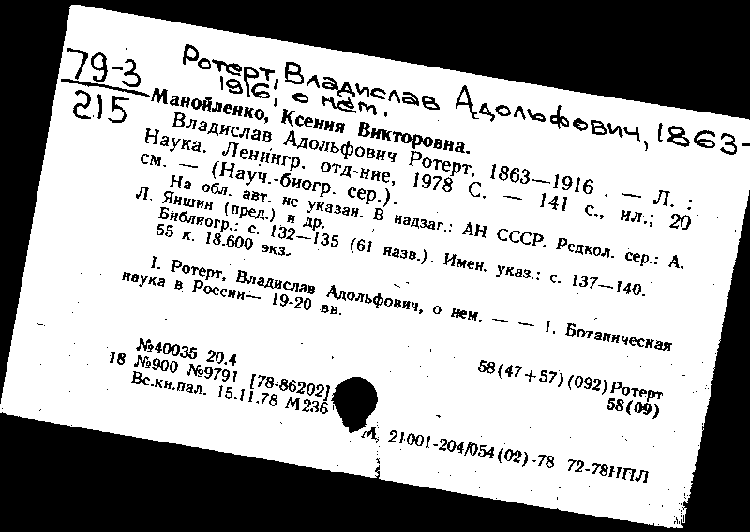 79-3
215
Ротерт, Владислав Адольфович, 1863-
1916, о нем.
Манойленко, Ксения Викторовна.
Владислав Адольфович Ротерт, 1863—1916 . — Л. :
Наука. Ленингр. отд-ние, 1978 С. — 141 с., ил.; 20
см. — (Науч.-биогр. сер.).
На обл. авт. не указан. В надзаг.: АН СССР. Редкол. сер.: А.
Л. Яншин (пред.) и др.
Библиогр.: с. 132—135 (61 назв.). Имен. указ.: с. 137—140.
55 к. 18.600 экз.
I. Ротерт, Владислав Адольфович, о нем. — — 1. Ботаническая
наука в России— 19-20 вв.
58(47+57)(092)Ротерт
58(09)
№40035 20.4
18 №900 №9791 [78-86202]
Вс.кн.пал. 15.11.78 М236
М, 21001-204/054(02)-78 72-78НПЛ